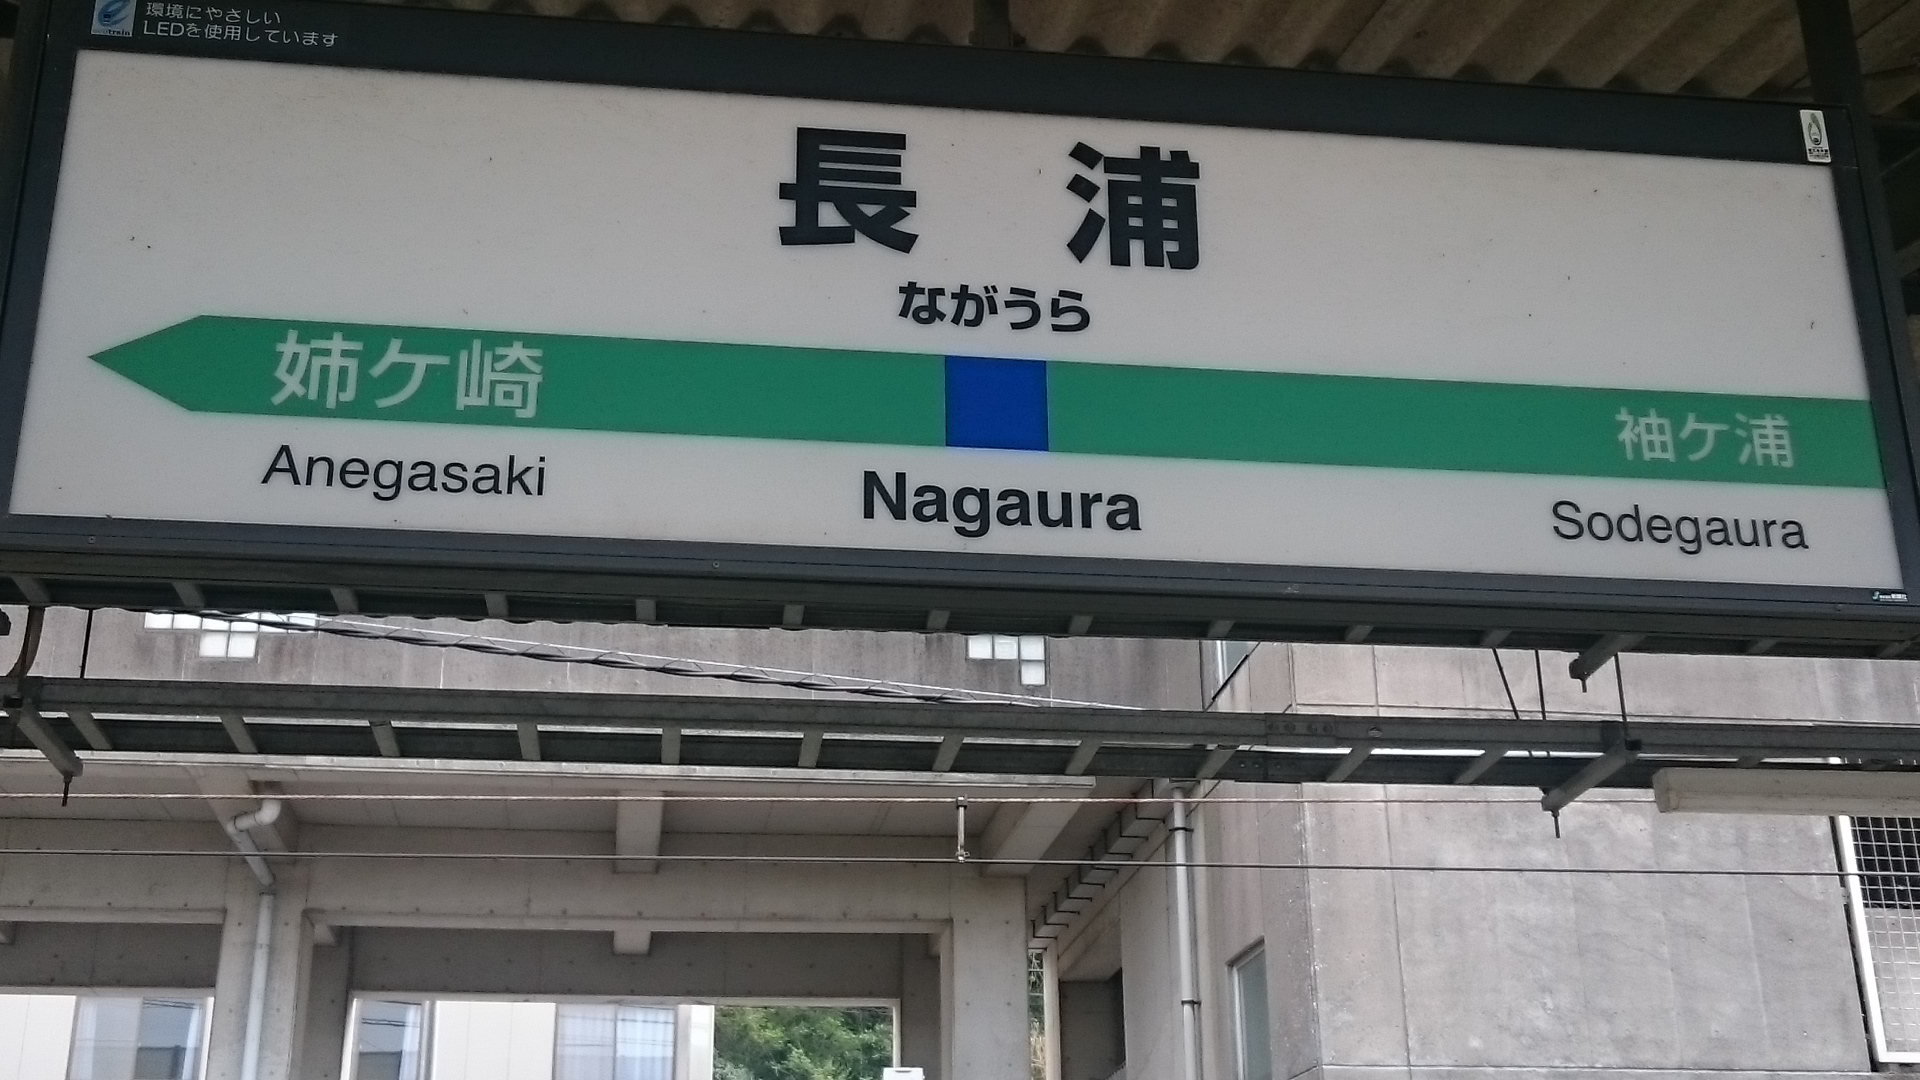 環境にやさしい
LEDを使用しています
長浦
ながうら
姉ケ崎
袖ケ浦
Anegasaki
Nagaura
Sodegaura